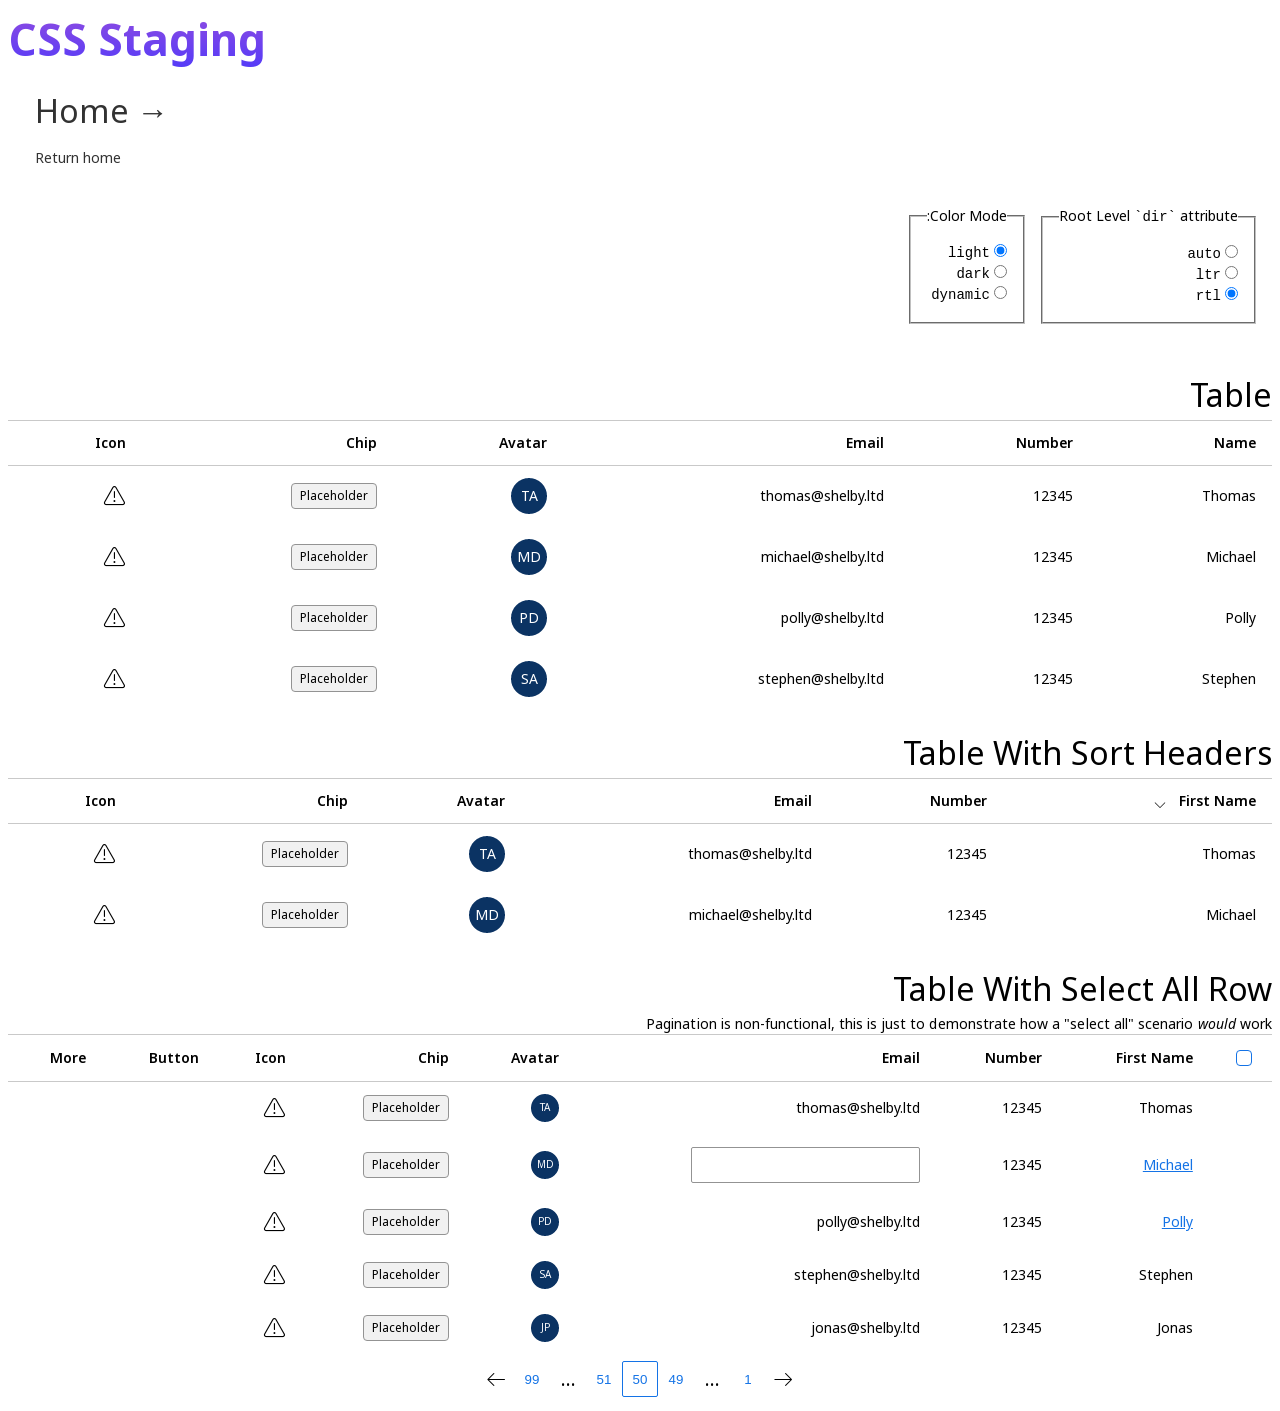 CSS Staging
Home →
Return home
Root Level `dir` attribute
auto
ltr
rtl
:Color Mode
light
dark
dynamic
Table
Icon Chip Avatar Email Number Name
Placeholder TA thomas@shelby.ltd 12345 Thomas
Placeholder MD michael@shelby.ltd 12345 Michael
Placeholder PD polly@shelby.ltd 12345 Polly
Placeholder SA stephen@shelby.ltd 12345 Stephen
Table With Sort Headers
Icon Chip Avatar Email Number First Name
Placeholder TA thomas@shelby.ltd 12345 Thomas
Placeholder MD michael@shelby.ltd 12345 Michael
Table With Select All Row
Pagination is non-functional, this is just to demonstrate how a "select all" scenario would work
More Button Icon Chip Avatar Email Number First Name
Placeholder TA thomas@shelby.ltd 12345 Thomas
Placeholder MD 12345 Michael
Placeholder PD polly@shelby.ltd 12345 Polly
Placeholder SA stephen@shelby.ltd 12345 Stephen
Placeholder JP jonas@shelby.ltd 12345 Jonas
99 ... 51 50 49 ... 1